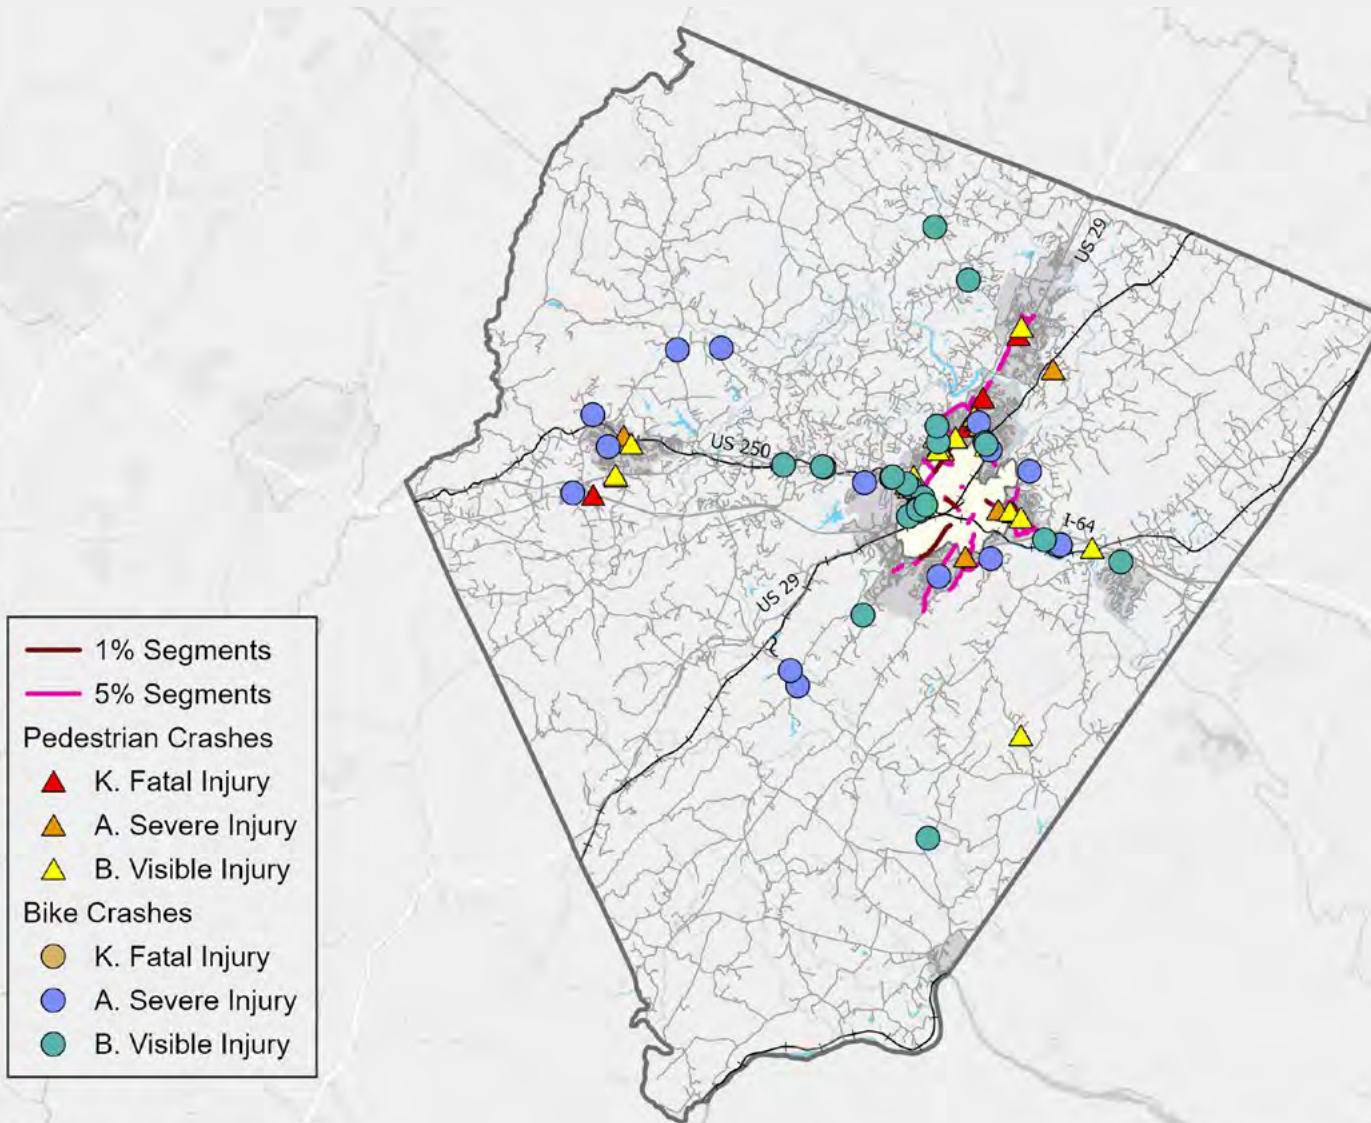 US 29
US 250
I-64
US 29
1% Segments
5% Segments
Pedestrian Crashes
K. Fatal Injury
A. Severe Injury
B. Visible Injury
Bike Crashes
K. Fatal Injury
A. Severe Injury
B. Visible Injury